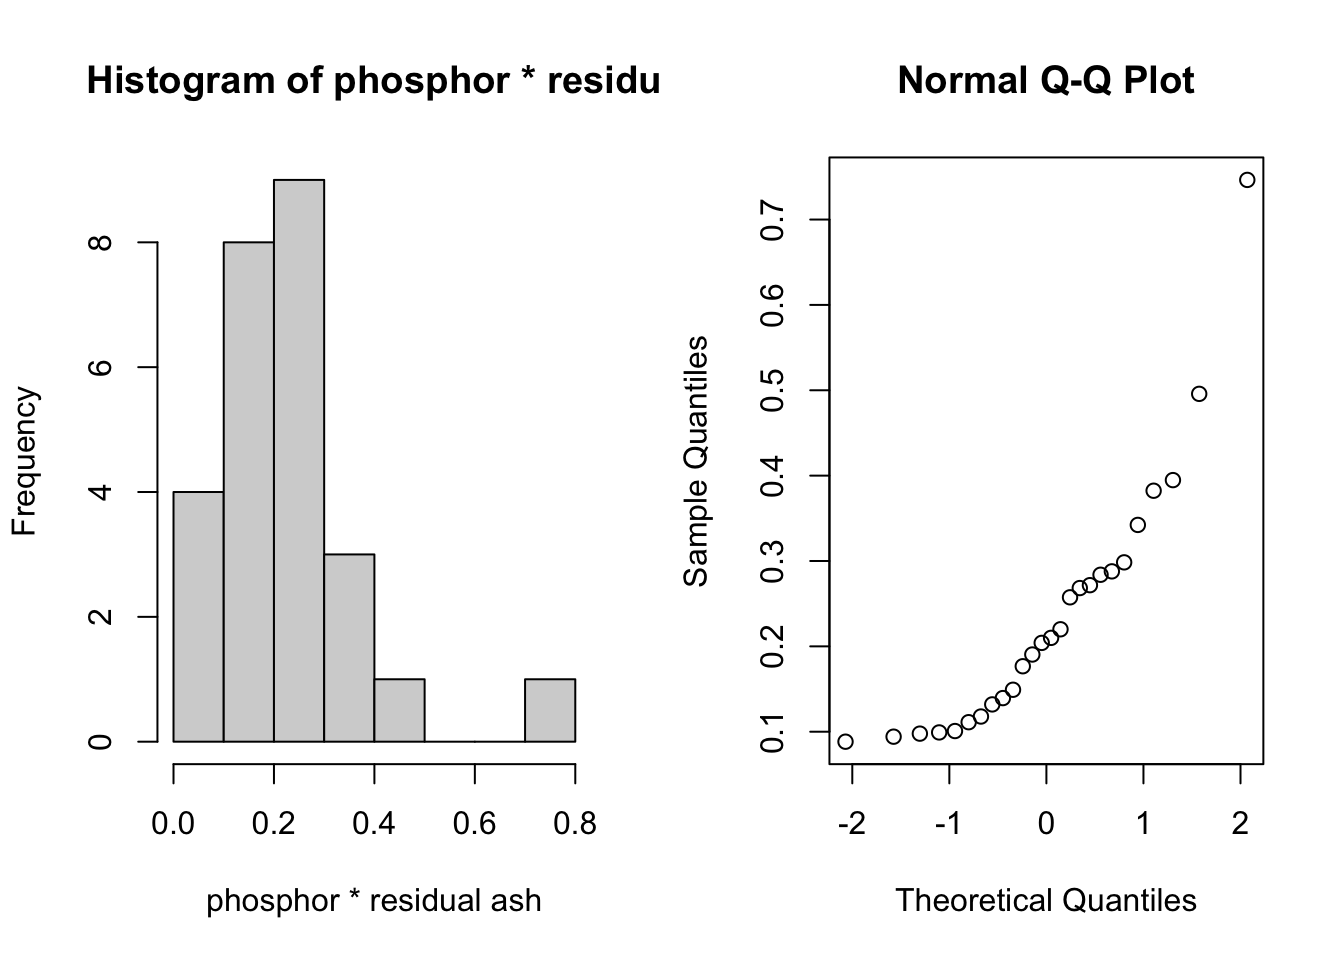 Histogram of phosphor * residu
Frequency
0
2
4
6
8
0.0 0.2 0.4 0.6 0.8
phosphor * residual ash
Normal Q-Q Plot
Sample Quantiles
0.1
0.2
0.3
0.4
0.5
0.6
0.7
-2 -1 0 1 2
Theoretical Quantiles